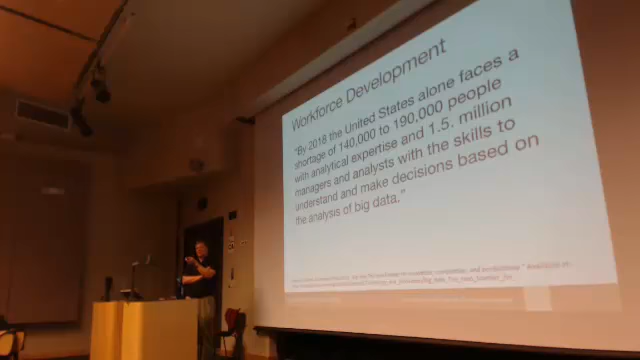 Workforce Development
"By 2018 the United States alone faces a
shortage of 140,000 to 190,000 people
with analytical expertise and 1.5. million
managers and analysts with the skills to
understand and make decisions based on
the analysis of big data."